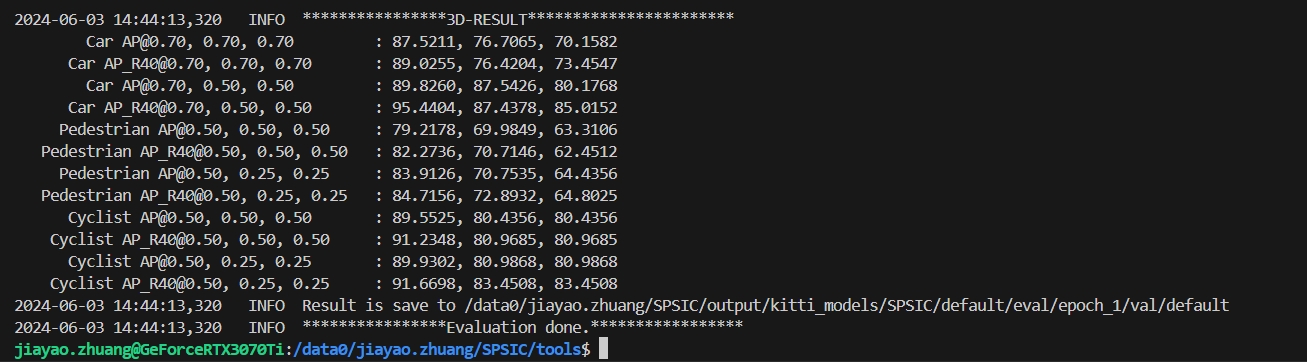 2024-06-03 14:44:13,320 INFO ****************3D-RESULT***********************
Car AP@0.70, 0.70, 0.70 : 87.5211, 76.7065, 70.1582
Car AP_R40@0.70, 0.70, 0.70 : 89.0255, 76.4204, 73.4547
Car AP@0.70, 0.50, 0.50 : 89.8260, 87.5426, 80.1768
Car AP_R40@0.70, 0.50, 0.50 : 95.4404, 87.4378, 85.0152
Pedestrian AP@0.50, 0.50, 0.50 : 79.2178, 69.9849, 63.3106
Pedestrian AP_R40@0.50, 0.50, 0.50 : 82.2736, 70.7146, 62.4512
Pedestrian AP@0.50, 0.25, 0.25 : 83.9126, 70.7535, 64.4356
Pedestrian AP_R40@0.50, 0.25, 0.25 : 84.7156, 72.8932, 64.8025
Cyclist AP@0.50, 0.50, 0.50 : 89.5525, 80.4356, 80.4356
Cyclist AP_R40@0.50, 0.50, 0.50 : 91.2348, 80.9685, 80.9685
Cyclist AP@0.50, 0.25, 0.25 : 89.9302, 80.9868, 80.9868
Cyclist AP_R40@0.50, 0.25, 0.25 : 91.6698, 83.4508, 83.4508
2024-06-03 14:44:13,320 INFO Result is save to /data0/jiayao.zhuang/SPSIC/output/kitti_models/SPSIC/default/eval/epoch_1/val/default
2024-06-03 14:44:13,320 INFO ****************Evaluation done.*****************
jiayao.zhuang@GeForceRTX3070Ti:/data0/jiayao.zhuang/SPSIC/tools$